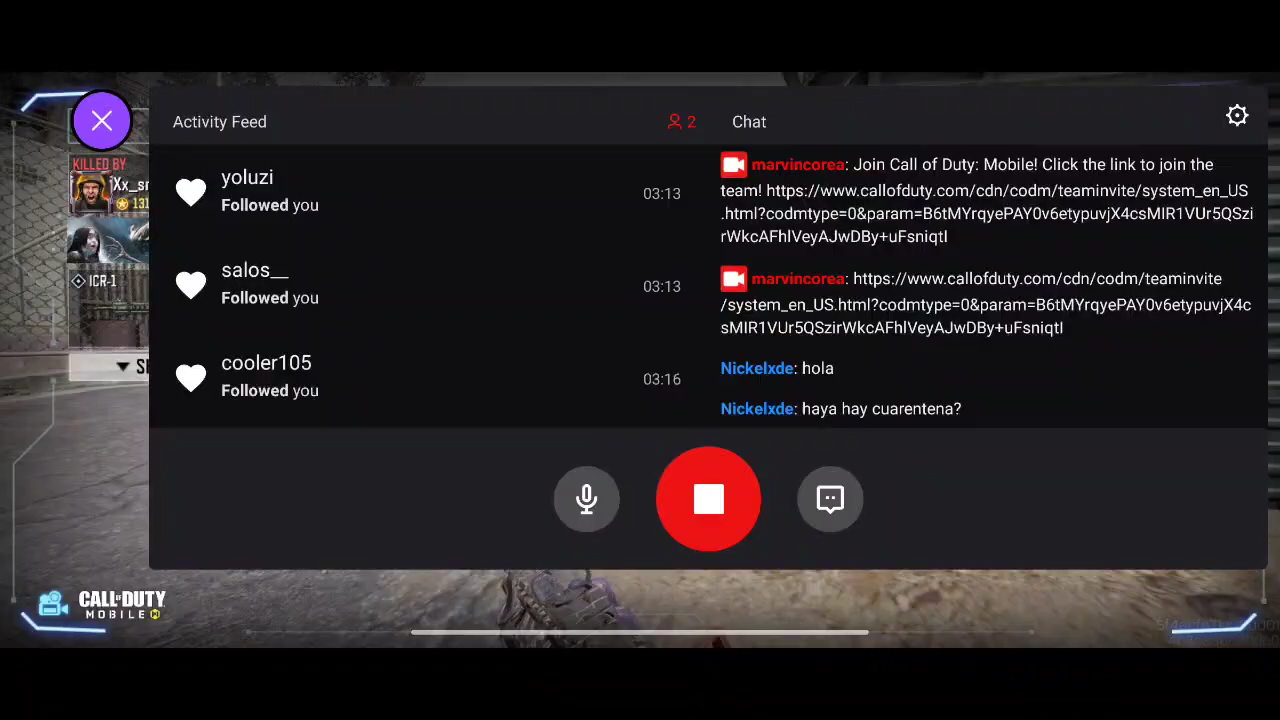 Activity Feed
2
Chat
KILLED BY
Xx_sr
131
ICR-1
yoluzi
Followed you
03:13
salos__
Followed you
03:13
cooler105
Followed you
03:16
marvincorea: Join Call of Duty: Mobile! Click the link to join the
team! https://www.callofduty.com/cdn/codm/teaminvite/system_en_US
.html?codmtype=0&param=B6tMYrqyePAY0v6etypuvjX4csMIR1VUr5QSzi
rWkcAFhlVeyAJwDBy+uFsniqtI
marvincorea: https://www.callofduty.com/cdn/codm/teaminvite
/system_en_US.html?codmtype=0&param=B6tMYrqyePAY0v6etypuvjX4c
sMIR1VUr5QSzirWkcAFhlVeyAJwDBy+uFsniqtI
Nickelxde: hola
Nickelxde: haya hay cuarentena?
CALL OF DUTY
MOBILE